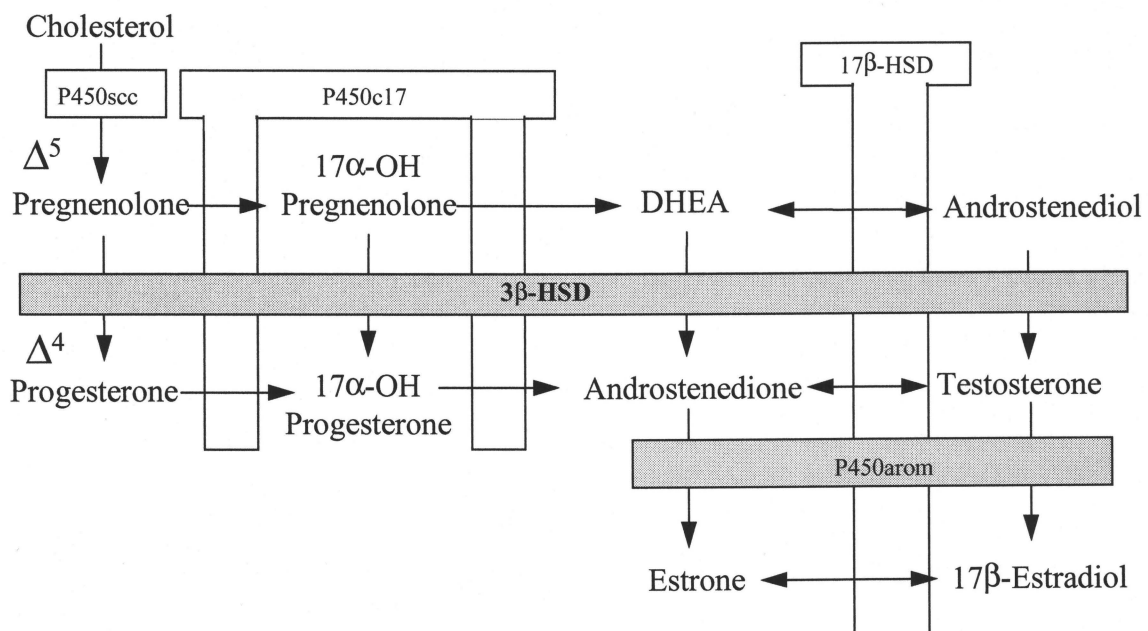 Cholesterol
P450scc
P450c17
17β-HSD
Δ⁵
17α-OH
Pregnenolone
Pregnenolone
DHEA
Androstenediol
3β-HSD
Δ⁴
Progesterone
17α-OH
Progesterone
Androstenedione
Testosterone
P450arom
Estrone
17β-Estradiol